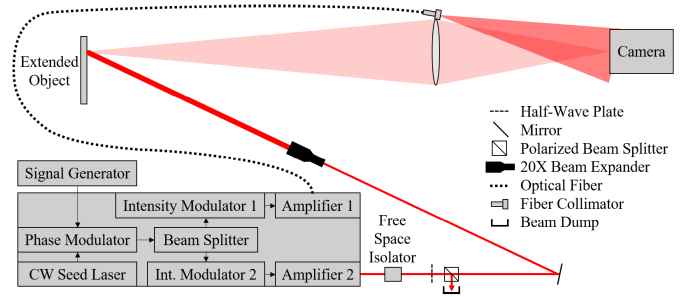 Extended
Object
Camera
Half-Wave Plate
Mirror
Polarized Beam Splitter
20X Beam Expander
Optical Fiber
Fiber Collimator
Beam Dump
Signal Generator
Intensity Modulator 1
Amplifier 1
Phase Modulator
Beam Splitter
CW Seed Laser
Int. Modulator 2
Amplifier 2
Free
Space
Isolator